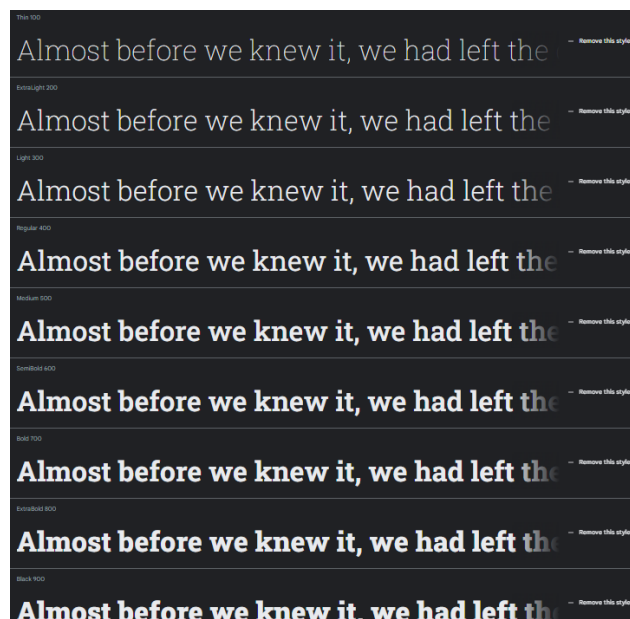 Thin 100
Almost before we knew it, we had left the
— Remove this style
ExtraLight 200
Almost before we knew it, we had left the
— Remove this style
Light 300
Almost before we knew it, we had left the
— Remove this style
Regular 400
Almost before we knew it, we had left the
— Remove this style
Medium 500
Almost before we knew it, we had left the
— Remove this style
SemiBold 600
Almost before we knew it, we had left the
— Remove this style
Bold 700
Almost before we knew it, we had left the
— Remove this style
ExtraBold 800
Almost before we knew it, we had left the
— Remove this style
Black 900
Almost before we knew it, we had left the
— Remove this style